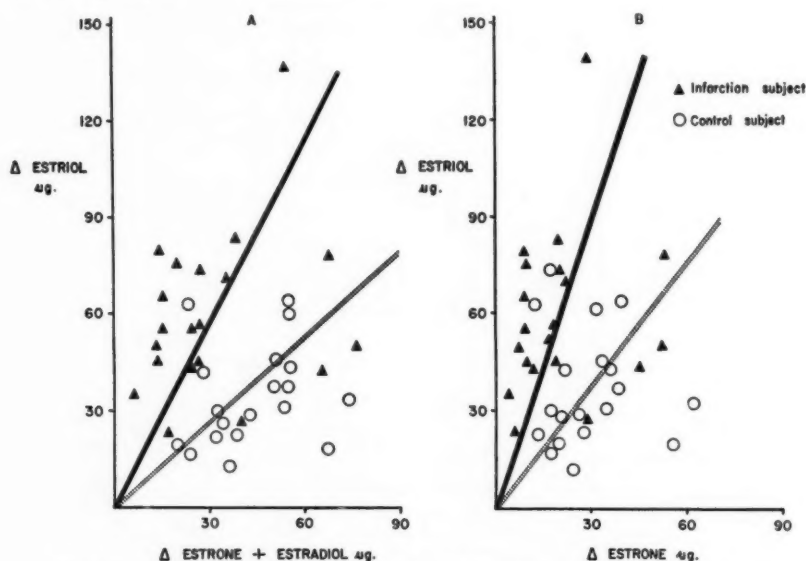 A
150
120
Δ ESTRIOL
µg.
90
60
30
30
60
90
Δ ESTRONE + ESTRADIOL µg.
B
150
▲ Infarction subject
○ Control subject
120
Δ ESTRIOL
µg.
90
60
30
30
60
90
Δ ESTRONE µg.